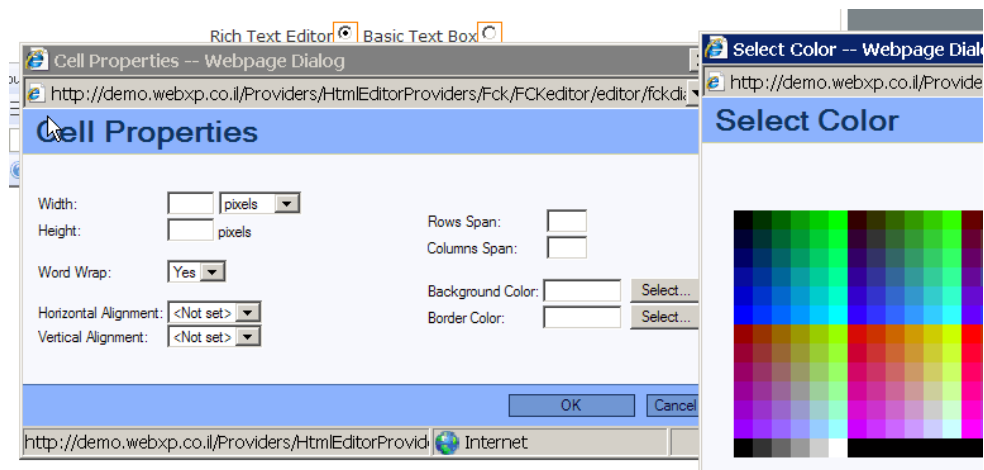 Rich Text Editor Basic Text Box
Cell Properties -- Webpage Dialog
http://demo.webxp.co.il/Providers/HtmlEditorProviders/Fck/FCKeditor/editor/fckdia
Cell Properties
Width: pixels
Height: pixels
Word Wrap: Yes
Horizontal Alignment: <Not set>
Vertical Alignment: <Not set>
Rows Span:
Columns Span:
Background Color: Select...
Border Color: Select...
OK Cancel
http://demo.webxp.co.il/Providers/HtmlEditorProvid Internet
Select Color -- Webpage Dial
http://demo.webxp.co.il/Provide
Select Color